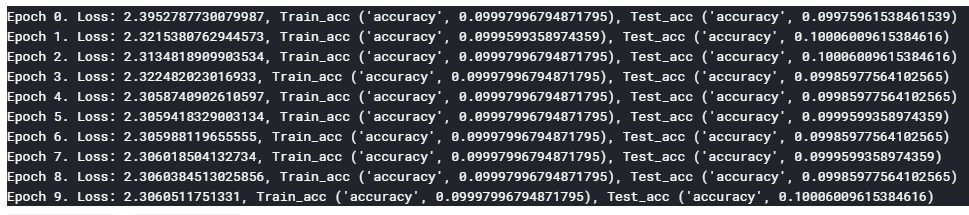 Epoch 0. Loss: 2.3952787730079987, Train_acc ('accuracy', 0.09997996794871795), Test_acc ('accuracy', 0.09975961538461539)
Epoch 1. Loss: 2.3215380762944573, Train_acc ('accuracy', 0.0999599358974359), Test_acc ('accuracy', 0.10006009615384616)
Epoch 2. Loss: 2.3134818909903534, Train_acc ('accuracy', 0.09997996794871795), Test_acc ('accuracy', 0.10006009615384616)
Epoch 3. Loss: 2.322482023016933, Train_acc ('accuracy', 0.09997996794871795), Test_acc ('accuracy', 0.09985977564102565)
Epoch 4. Loss: 2.3058740902610597, Train_acc ('accuracy', 0.09997996794871795), Test_acc ('accuracy', 0.09985977564102565)
Epoch 5. Loss: 2.3059418329003134, Train_acc ('accuracy', 0.09997996794871795), Test_acc ('accuracy', 0.0999599358974359)
Epoch 6. Loss: 2.305988119655555, Train_acc ('accuracy', 0.09997996794871795), Test_acc ('accuracy', 0.09985977564102565)
Epoch 7. Loss: 2.306018504132734, Train_acc ('accuracy', 0.09997996794871795), Test_acc ('accuracy', 0.0999599358974359)
Epoch 8. Loss: 2.3060384513025856, Train_acc ('accuracy', 0.09997996794871795), Test_acc ('accuracy', 0.09985977564102565)
Epoch 9. Loss: 2.3060511751331, Train_acc ('accuracy', 0.09997996794871795), Test_acc ('accuracy', 0.10006009615384616)